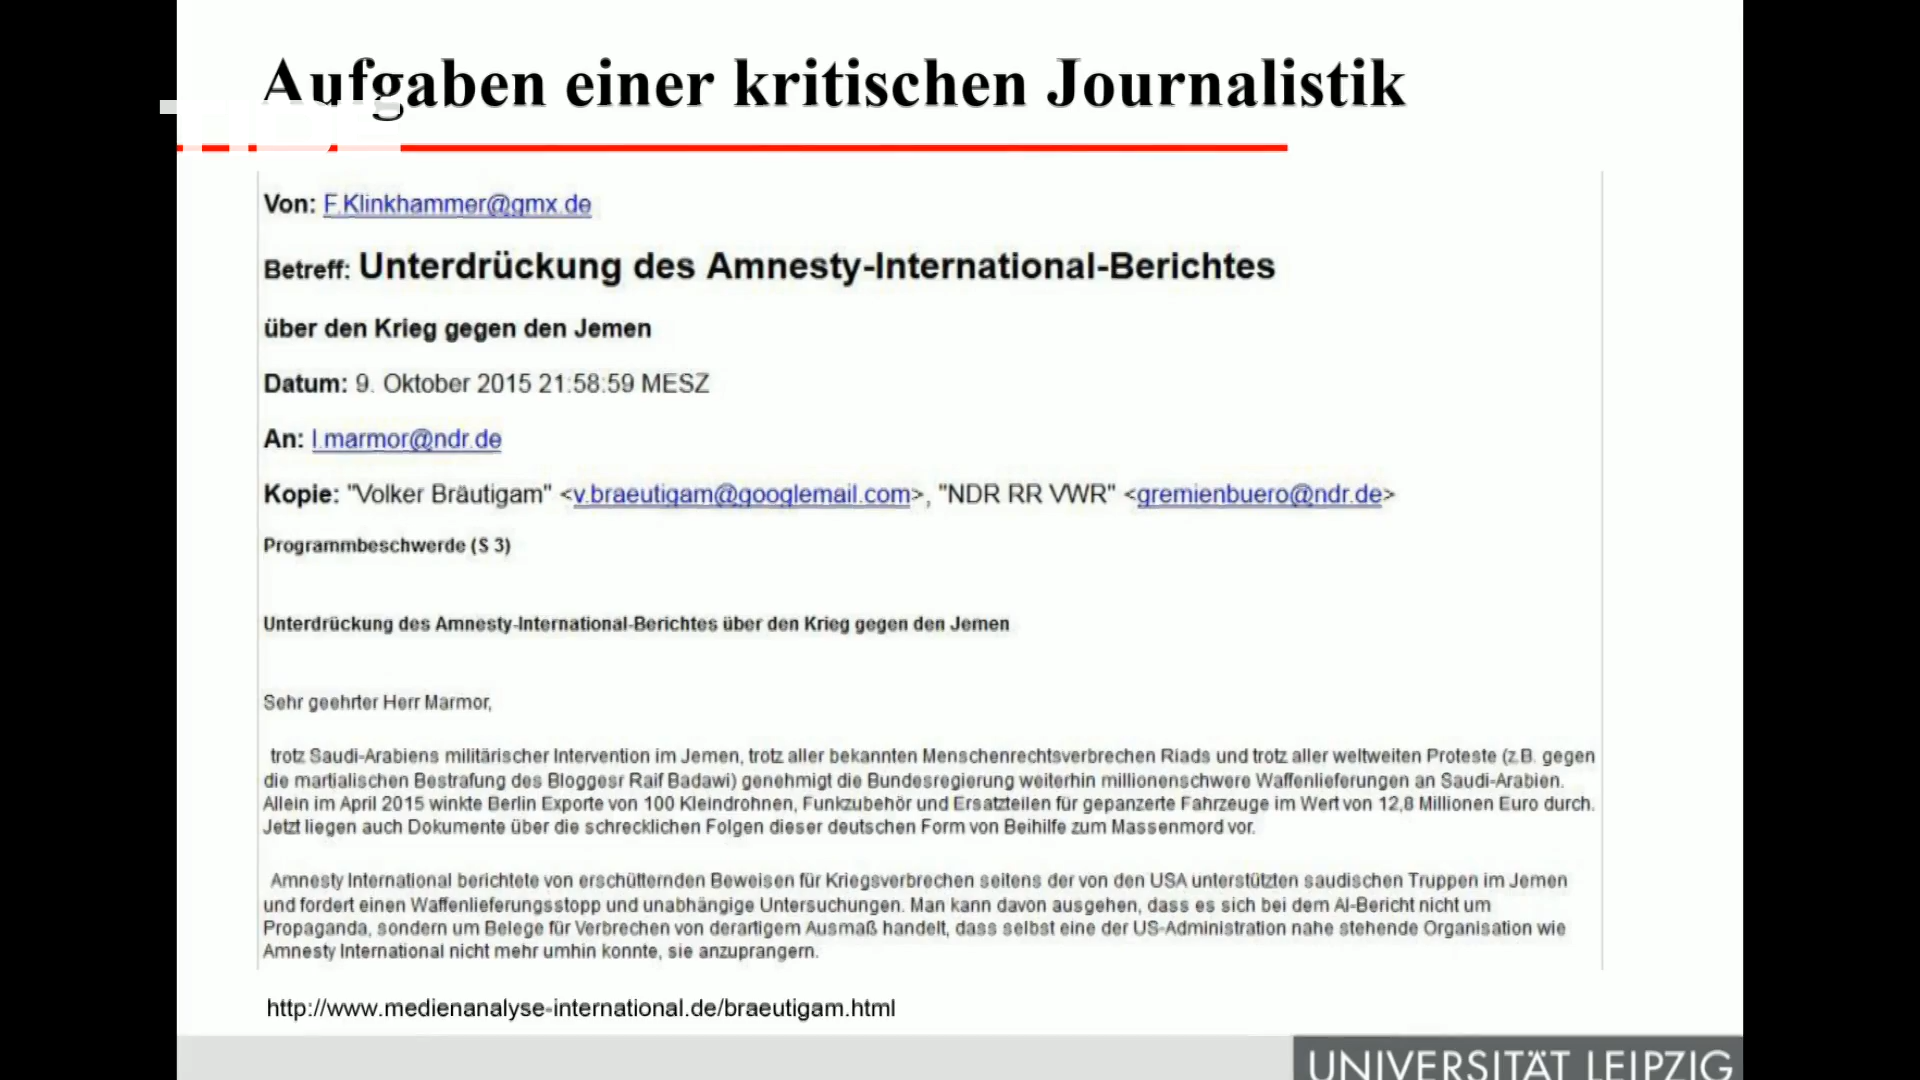 Aufgaben einer kritischen Journalistik
TIDE
Von: F.Klinkhammer@gmx.de
Betreff: Unterdrückung des Amnesty-International-Berichtes
über den Krieg gegen den Jemen
Datum: 9. Oktober 2015 21:58:59 MESZ
An: l.marmor@ndr.de
Kopie: "Volker Bräutigam" <v.braeutigam@googlemail.com>, "NDR RR VWR" <gremienbuero@ndr.de>
Programmbeschwerde (S 3)
Unterdrückung des Amnesty-International-Berichtes über den Krieg gegen den Jemen
Sehr geehrter Herr Marmor,
trotz Saudi-Arabiens militärischer Intervention im Jemen, trotz aller bekannten Menschenrechtsverbrechen Riads und trotz aller weltweiten Proteste (z.B. gegen
die martialischen Bestrafung des Bloggesr Raif Badawi) genehmigt die Bundesregierung weiterhin millionenschwere Waffenlieferungen an Saudi-Arabien.
Allein im April 2015 winkte Berlin Exporte von 100 Kleindrohnen, Funkzubehör und Ersatzteilen für gepanzerte Fahrzeuge im Wert von 12,8 Millionen Euro durch.
Jetzt liegen auch Dokumente über die schrecklichen Folgen dieser deutschen Form von Beihilfe zum Massenmord vor.
Amnesty International berichtete von erschütternden Beweisen für Kriegsverbrechen seitens der von den USA unterstützten saudischen Truppen im Jemen
und fordert einen Waffenlieferungsstopp und unabhängige Untersuchungen. Man kann davon ausgehen, dass es sich bei dem AI-Bericht nicht um
Propaganda, sondern um Belege für Verbrechen von derartigem Ausmaß handelt, dass selbst eine der US-Administration nahe stehende Organisation wie
Amnesty International nicht mehr umhin konnte, sie anzuprangern.
http://www.medienanalyse-international.de/braeutigam.html
UNIVERSITÄT LEIPZIG